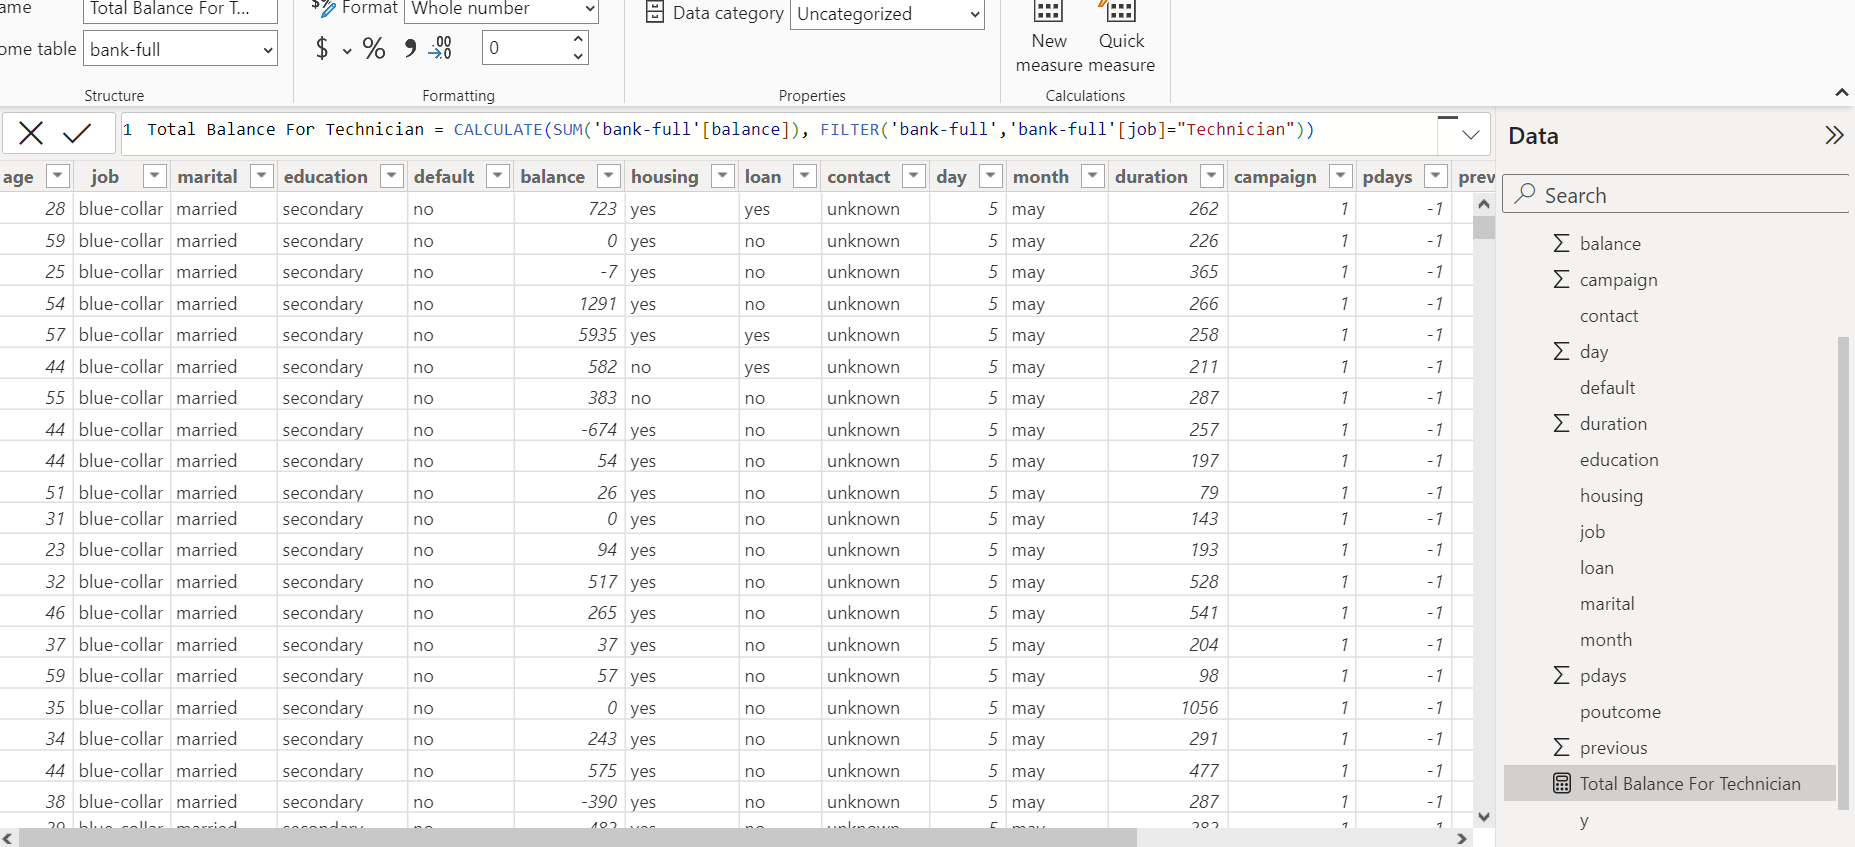 ame Total Balance For T... Format Whole number Data category Uncategorized
ome table bank-full $ % 0 New measure Quick measure
Structure Formatting Properties Calculations
1 Total Balance For Technician = CALCULATE(SUM('bank-full'[balance]), FILTER('bank-full','bank-full'[job]="Technician"))
age job marital education default balance housing loan contact day month duration campaign pdays prev
28 blue-collar married secondary no 723 yes yes unknown 5 may 262 1 -1
59 blue-collar married secondary no 0 yes no unknown 5 may 226 1 -1
25 blue-collar married secondary no -7 yes no unknown 5 may 365 1 -1
54 blue-collar married secondary no 1291 yes no unknown 5 may 266 1 -1
57 blue-collar married secondary no 5935 yes yes unknown 5 may 258 1 -1
44 blue-collar married secondary no 582 no yes unknown 5 may 211 1 -1
55 blue-collar married secondary no 383 no no unknown 5 may 287 1 -1
44 blue-collar married secondary no -674 yes no unknown 5 may 257 1 -1
44 blue-collar married secondary no 54 yes no unknown 5 may 197 1 -1
51 blue-collar married secondary no 26 yes no unknown 5 may 79 1 -1
31 blue-collar married secondary no 0 yes no unknown 5 may 143 1 -1
23 blue-collar married secondary no 94 yes no unknown 5 may 193 1 -1
32 blue-collar married secondary no 517 yes no unknown 5 may 528 1 -1
46 blue-collar married secondary no 265 yes no unknown 5 may 541 1 -1
37 blue-collar married secondary no 37 yes no unknown 5 may 204 1 -1
59 blue-collar married secondary no 57 yes no unknown 5 may 98 1 -1
35 blue-collar married secondary no 0 yes no unknown 5 may 1056 1 -1
34 blue-collar married secondary no 243 yes no unknown 5 may 291 1 -1
44 blue-collar married secondary no 575 yes no unknown 5 may 477 1 -1
38 blue-collar married secondary no -390 yes no unknown 5 may 287 1 -1
Data
Search
Σ balance
Σ campaign
contact
Σ day
default
Σ duration
education
housing
job
loan
marital
month
Σ pdays
poutcome
Σ previous
Total Balance For Technician
y